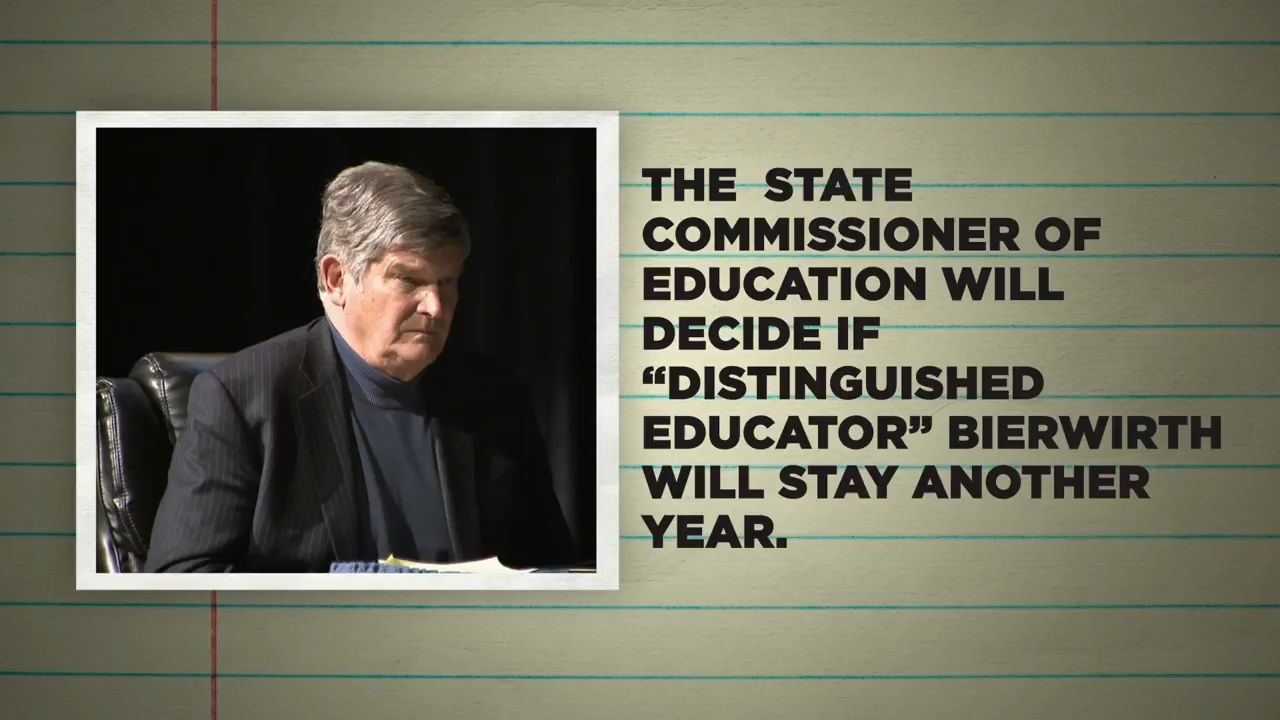 THE STATE
COMMISSIONER OF
EDUCATION WILL
DECIDE IF
“DISTINGUISHED
EDUCATOR” BIERWIRTH
WILL STAY ANOTHER
YEAR.